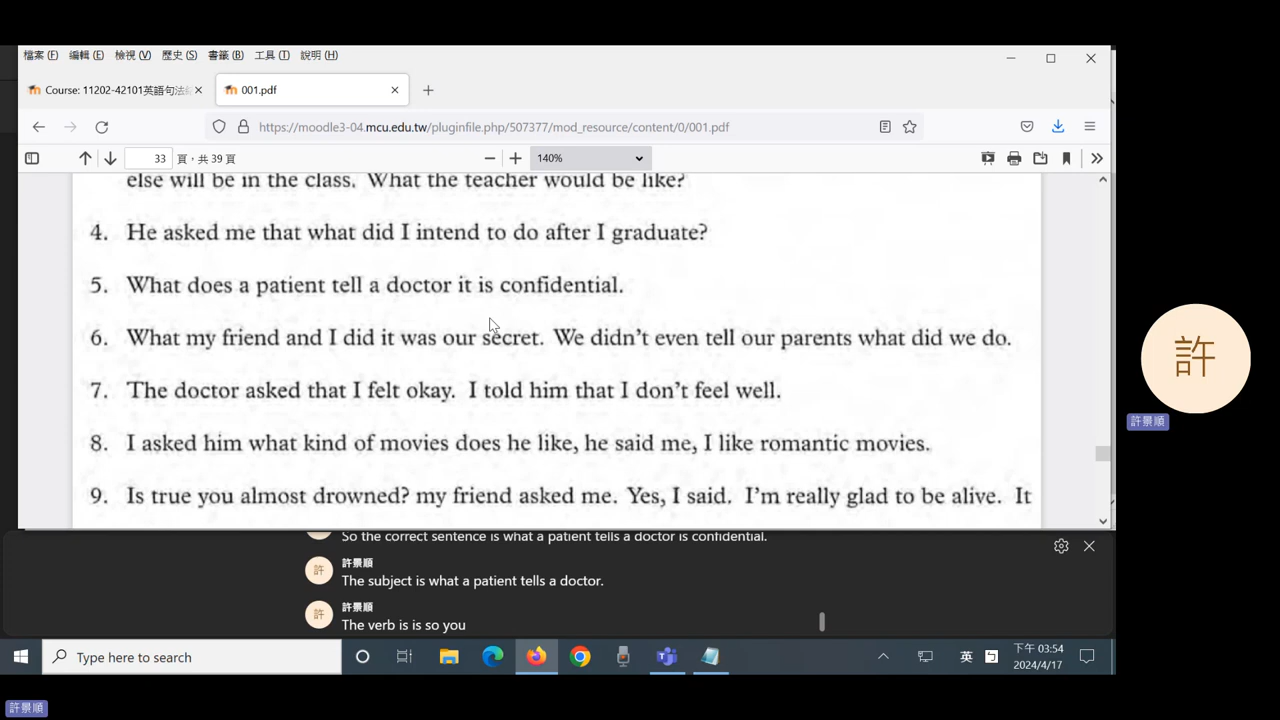 檔案 (F) 編輯 (E) 檢視 (V) 歷史 (S) 書籤 (B) 工具 (T) 說明 (H)
Course: 11202-42101英語句法
001.pdf
https://moodle3-04.mcu.edu.tw/pluginfile.php/507377/mod_resource/content/0/001.pdf
33 頁，共 39 頁
140%
else will be in the class. What the teacher would be like?
4. He asked me that what did I intend to do after I graduate?
5. What does a patient tell a doctor it is confidential.
6. What my friend and I did it was our secret. We didn't even tell our parents what did we do.
7. The doctor asked that I felt okay. I told him that I don't feel well.
8. I asked him what kind of movies does he like, he said me, I like romantic movies.
9. Is true you almost drowned? my friend asked me. Yes, I said. I'm really glad to be alive. It
So the correct sentence is what a patient tells a doctor is confidential.
許 許景順
The subject is what a patient tells a doctor.
許 許景順
The verb is is so you
許
許景順
Type here to search
英
下午 03:54
2024/4/17
許景順